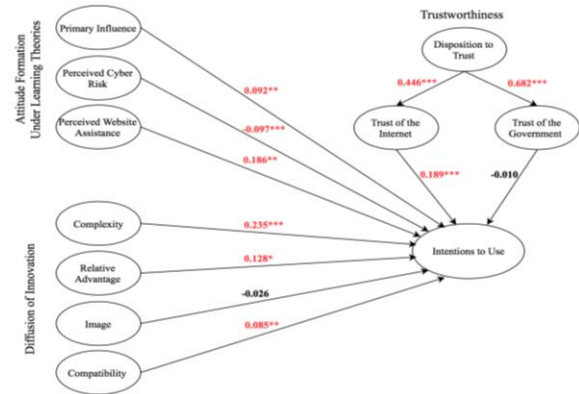 Trustworthiness
Primary Influence
Disposition to
Trust
Attitude Formation
Under Learning Theories
Perceived Cyber
Risk
0.092**
0.446***
0.682***
-0.097***
Perceived Website
Assistance
Trust of the
Internet
Trust of the
Government
0.186**
0.189***
-0.010
Diffusion of Innovation
Complexity
0.235***
Intentions to Use
Relative
Advantage
0.128*
Image
-0.026
0.085**
Compatibility